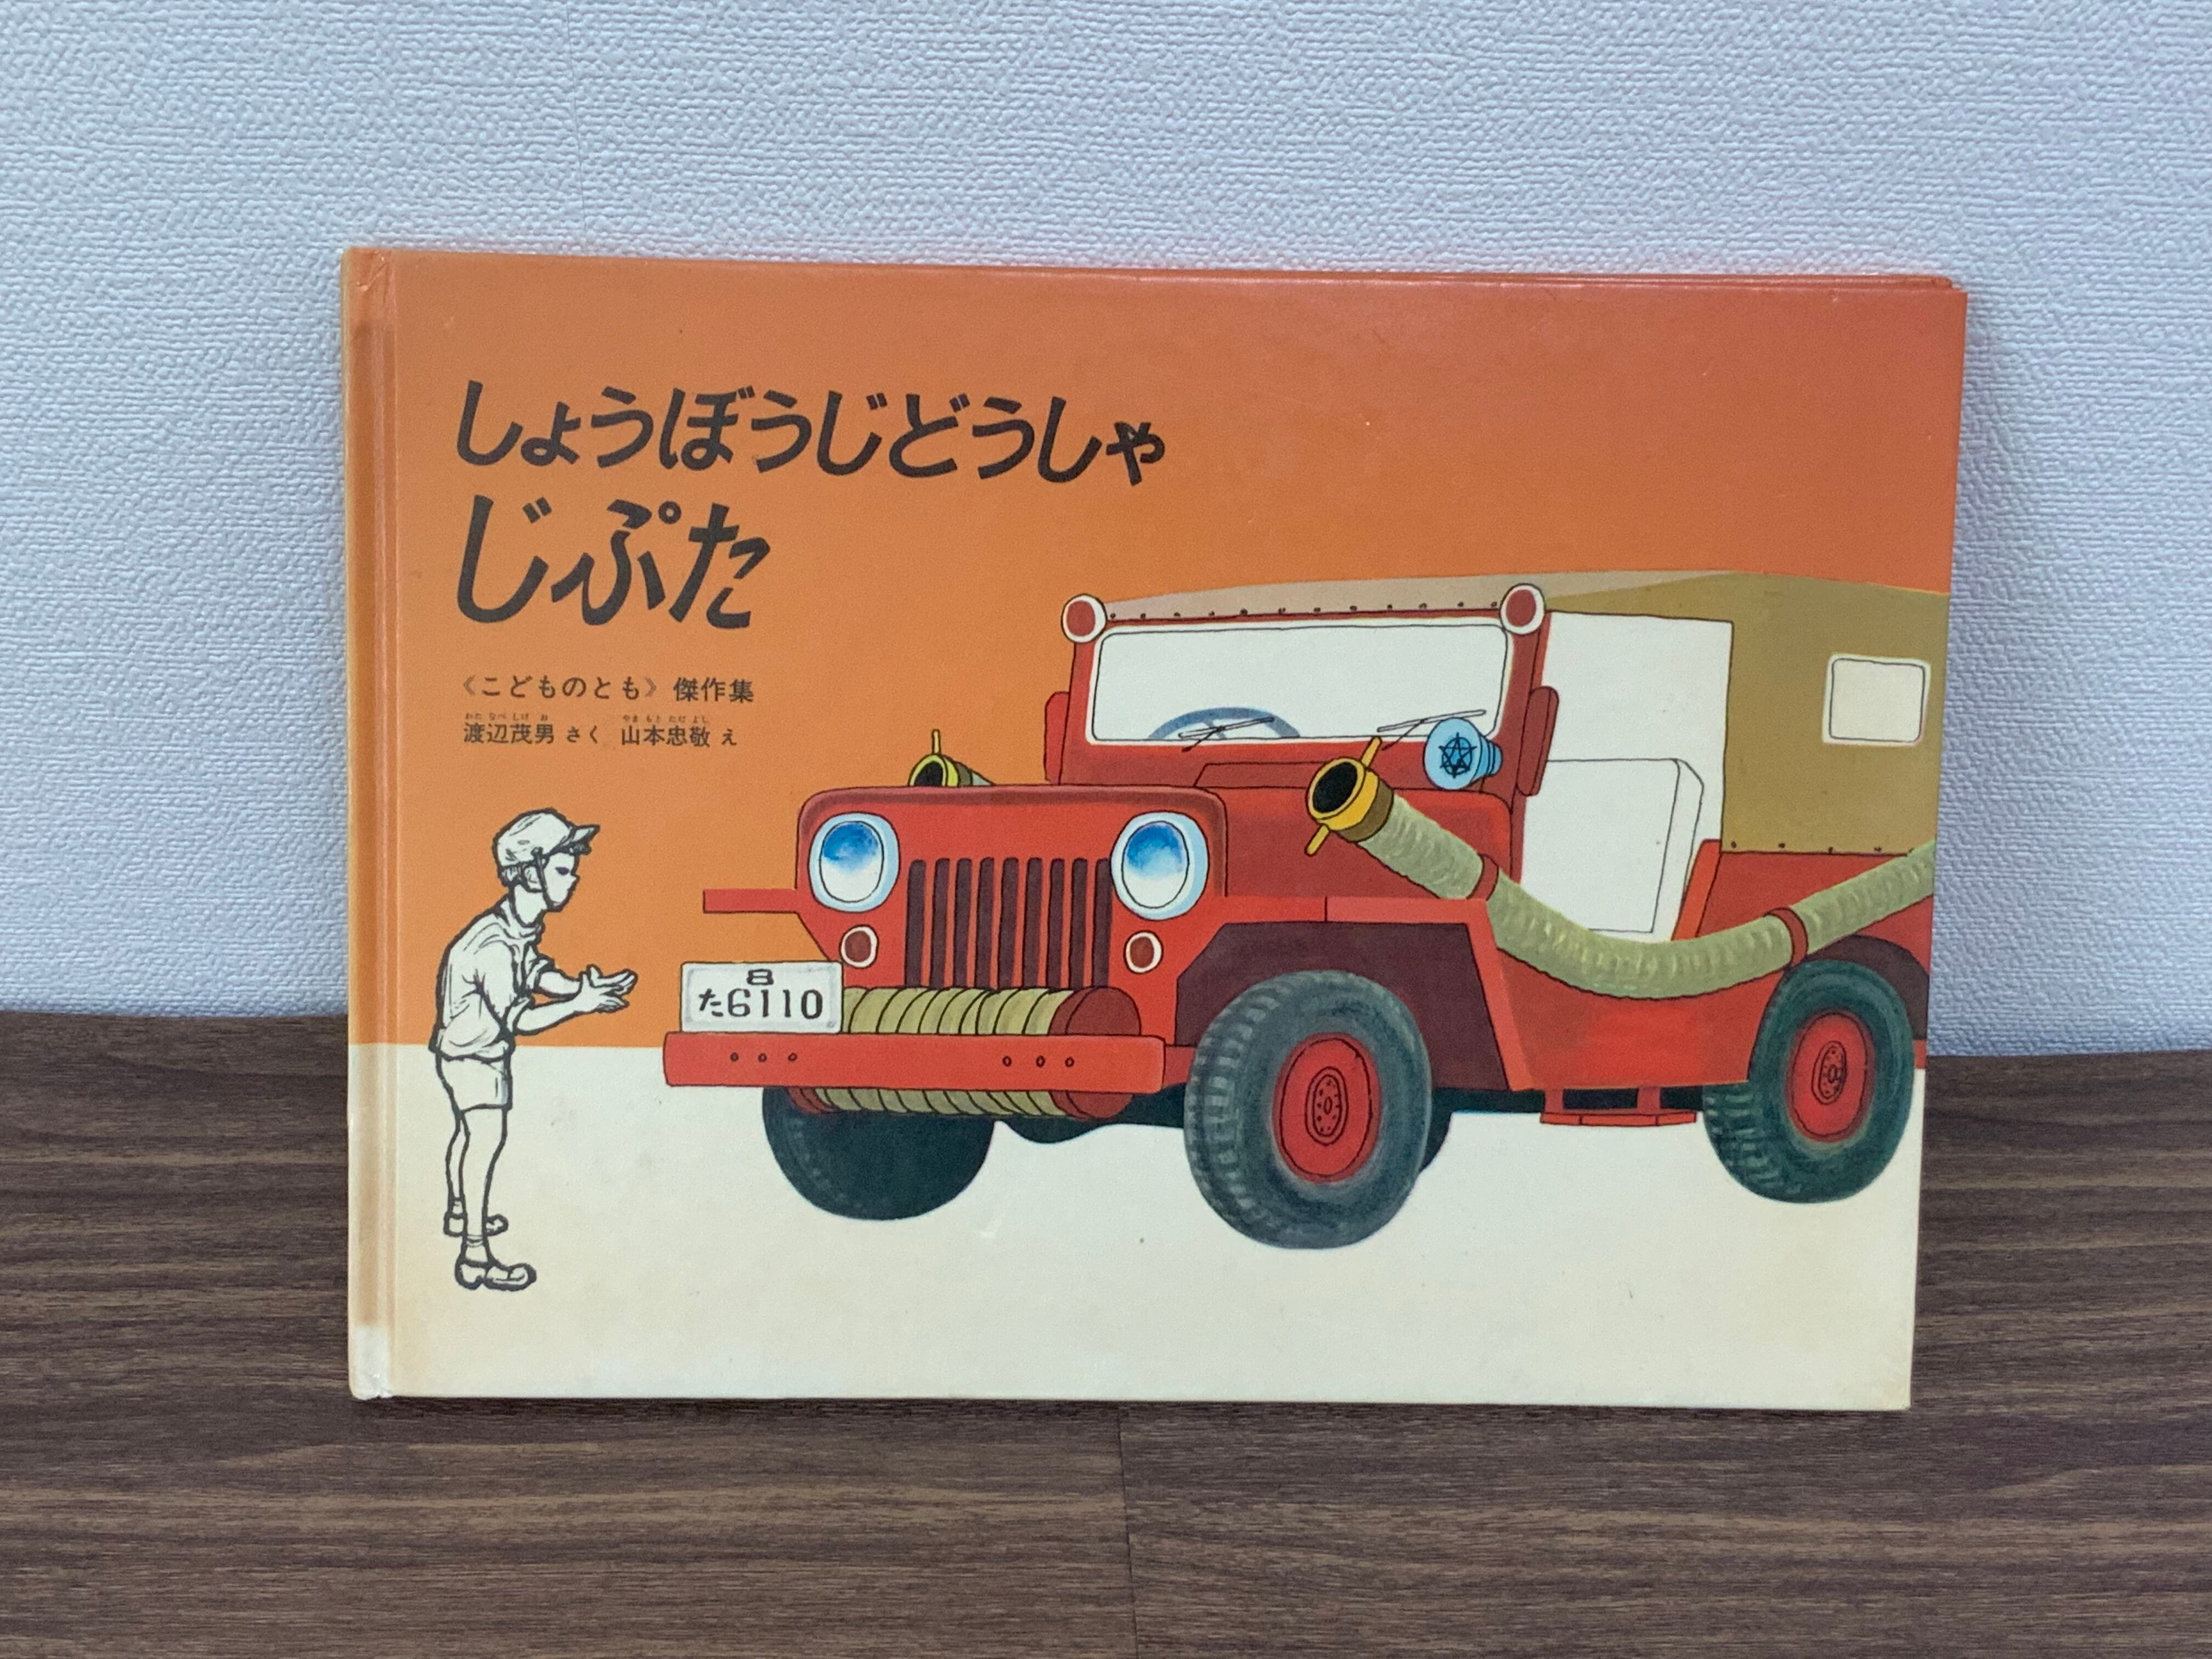 しょうぼうじどうしゃ
じぷた
《こどものとも》傑作集
わたなべしげお やまもとただよし
渡辺茂男 さく 山本忠敬 え
8
た6110